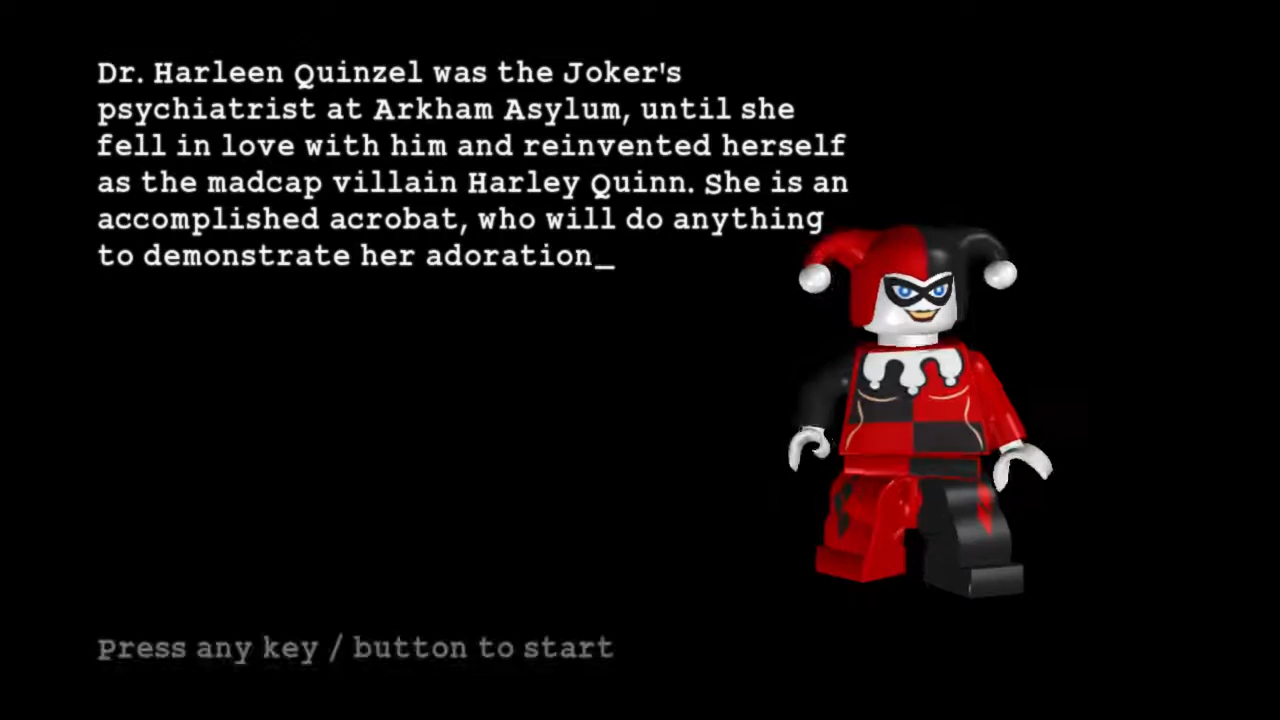 Dr. Harleen Quinzel was the Joker's
psychiatrist at Arkham Asylum, until she
fell in love with him and reinvented herself
as the madcap villain Harley Quinn. She is an
accomplished acrobat, who will do anything
to demonstrate her adoration_
Press any key / button to start